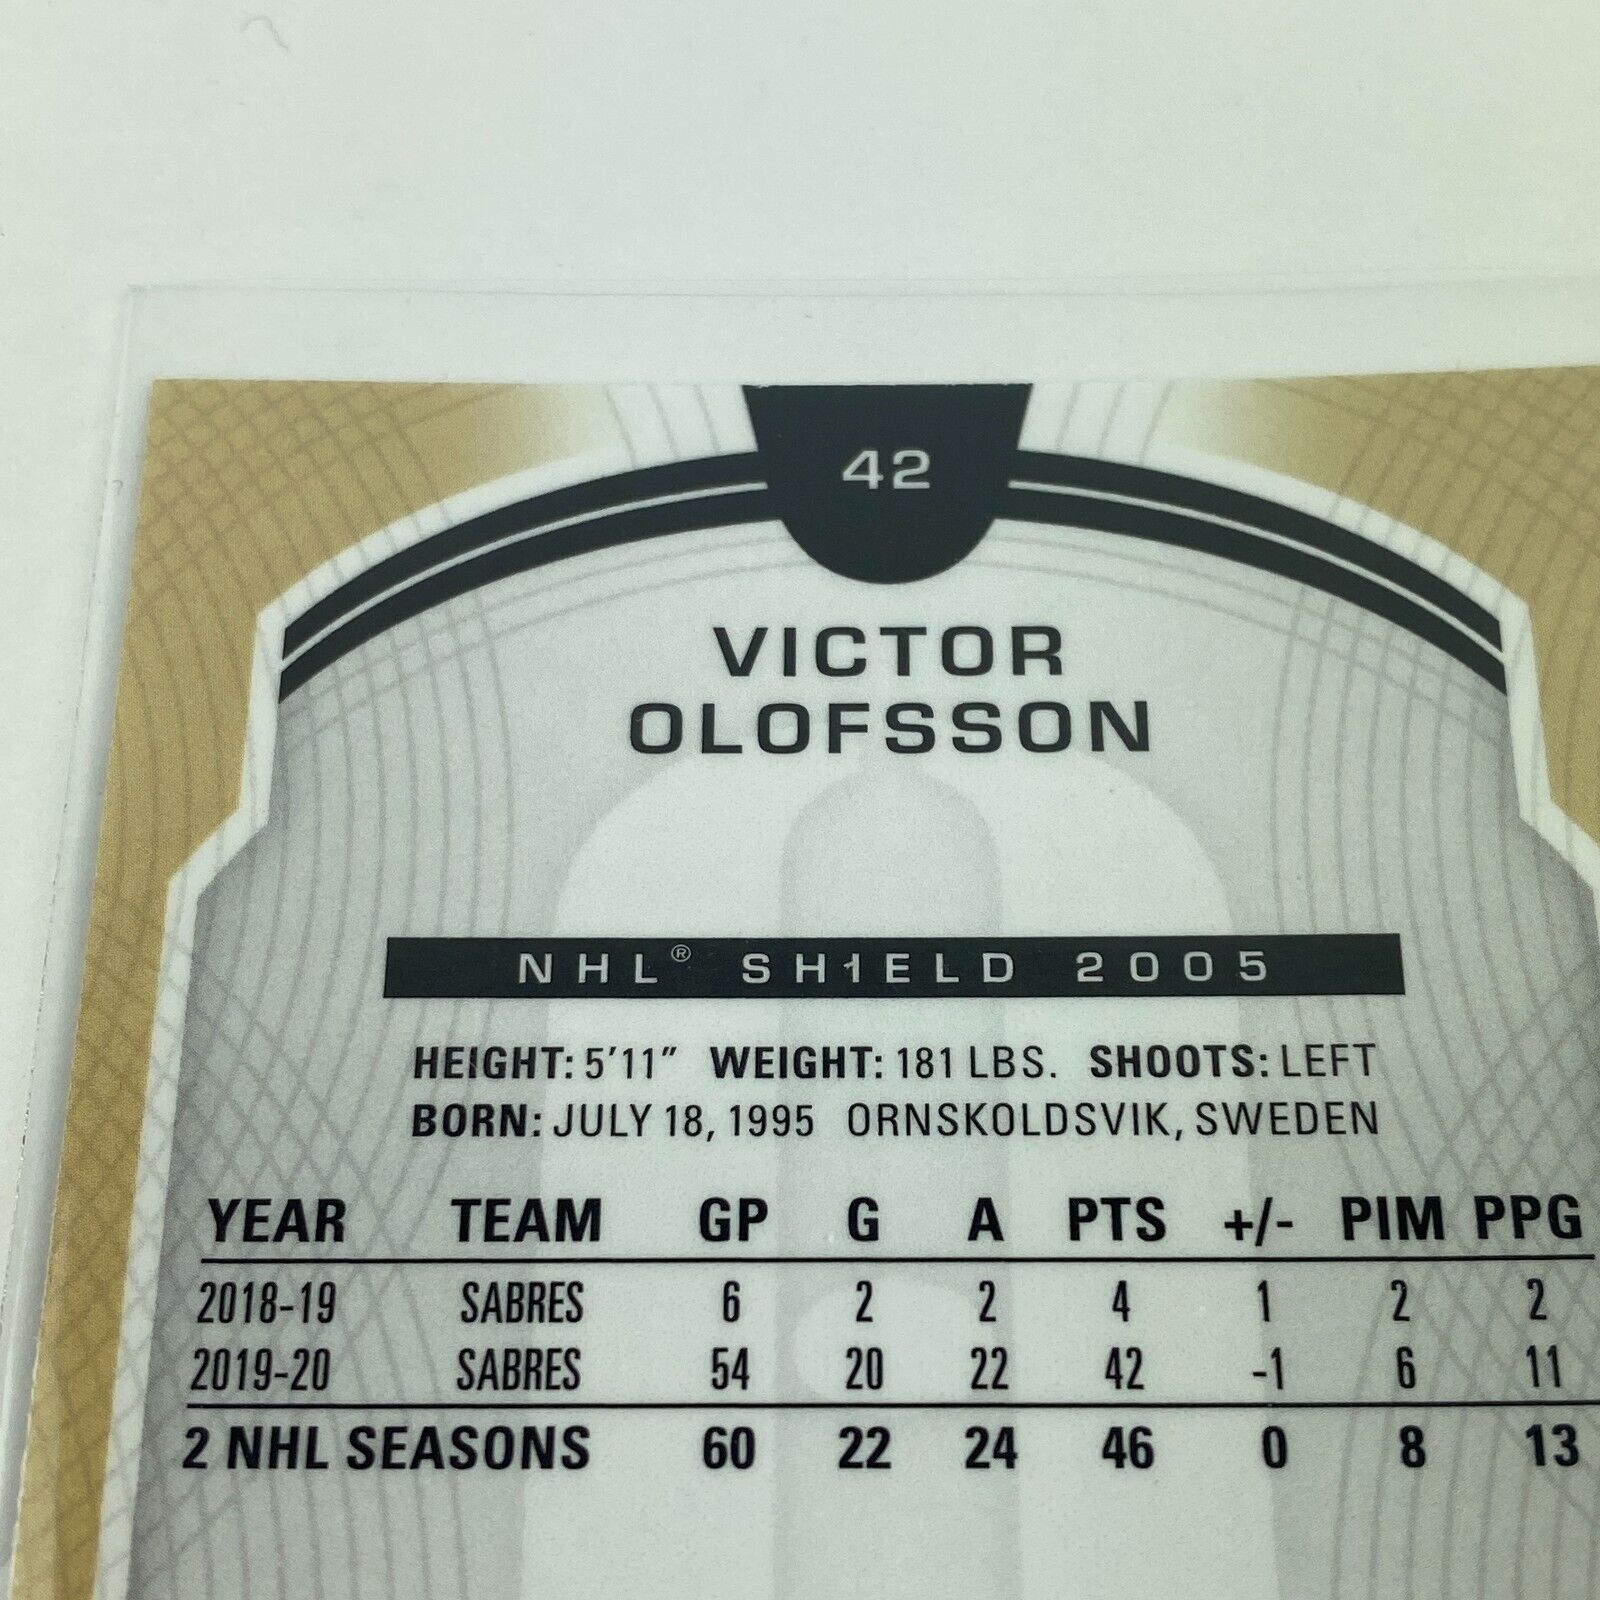 42
VICTOR
OLOFSSON
NHL® SH1ELD 2005
HEIGHT: 5'11" WEIGHT: 181 LBS. SHOOTS: LEFT
BORN: JULY 18, 1995 ORNSKOLDSVIK, SWEDEN
YEAR TEAM GP G A PTS +/- PIM PPG
2018-19 SABRES 6 2 2 4 1 2 2
2019-20 SABRES 54 20 22 42 -1 6 11
2 NHL SEASONS 60 22 24 46 0 8 13